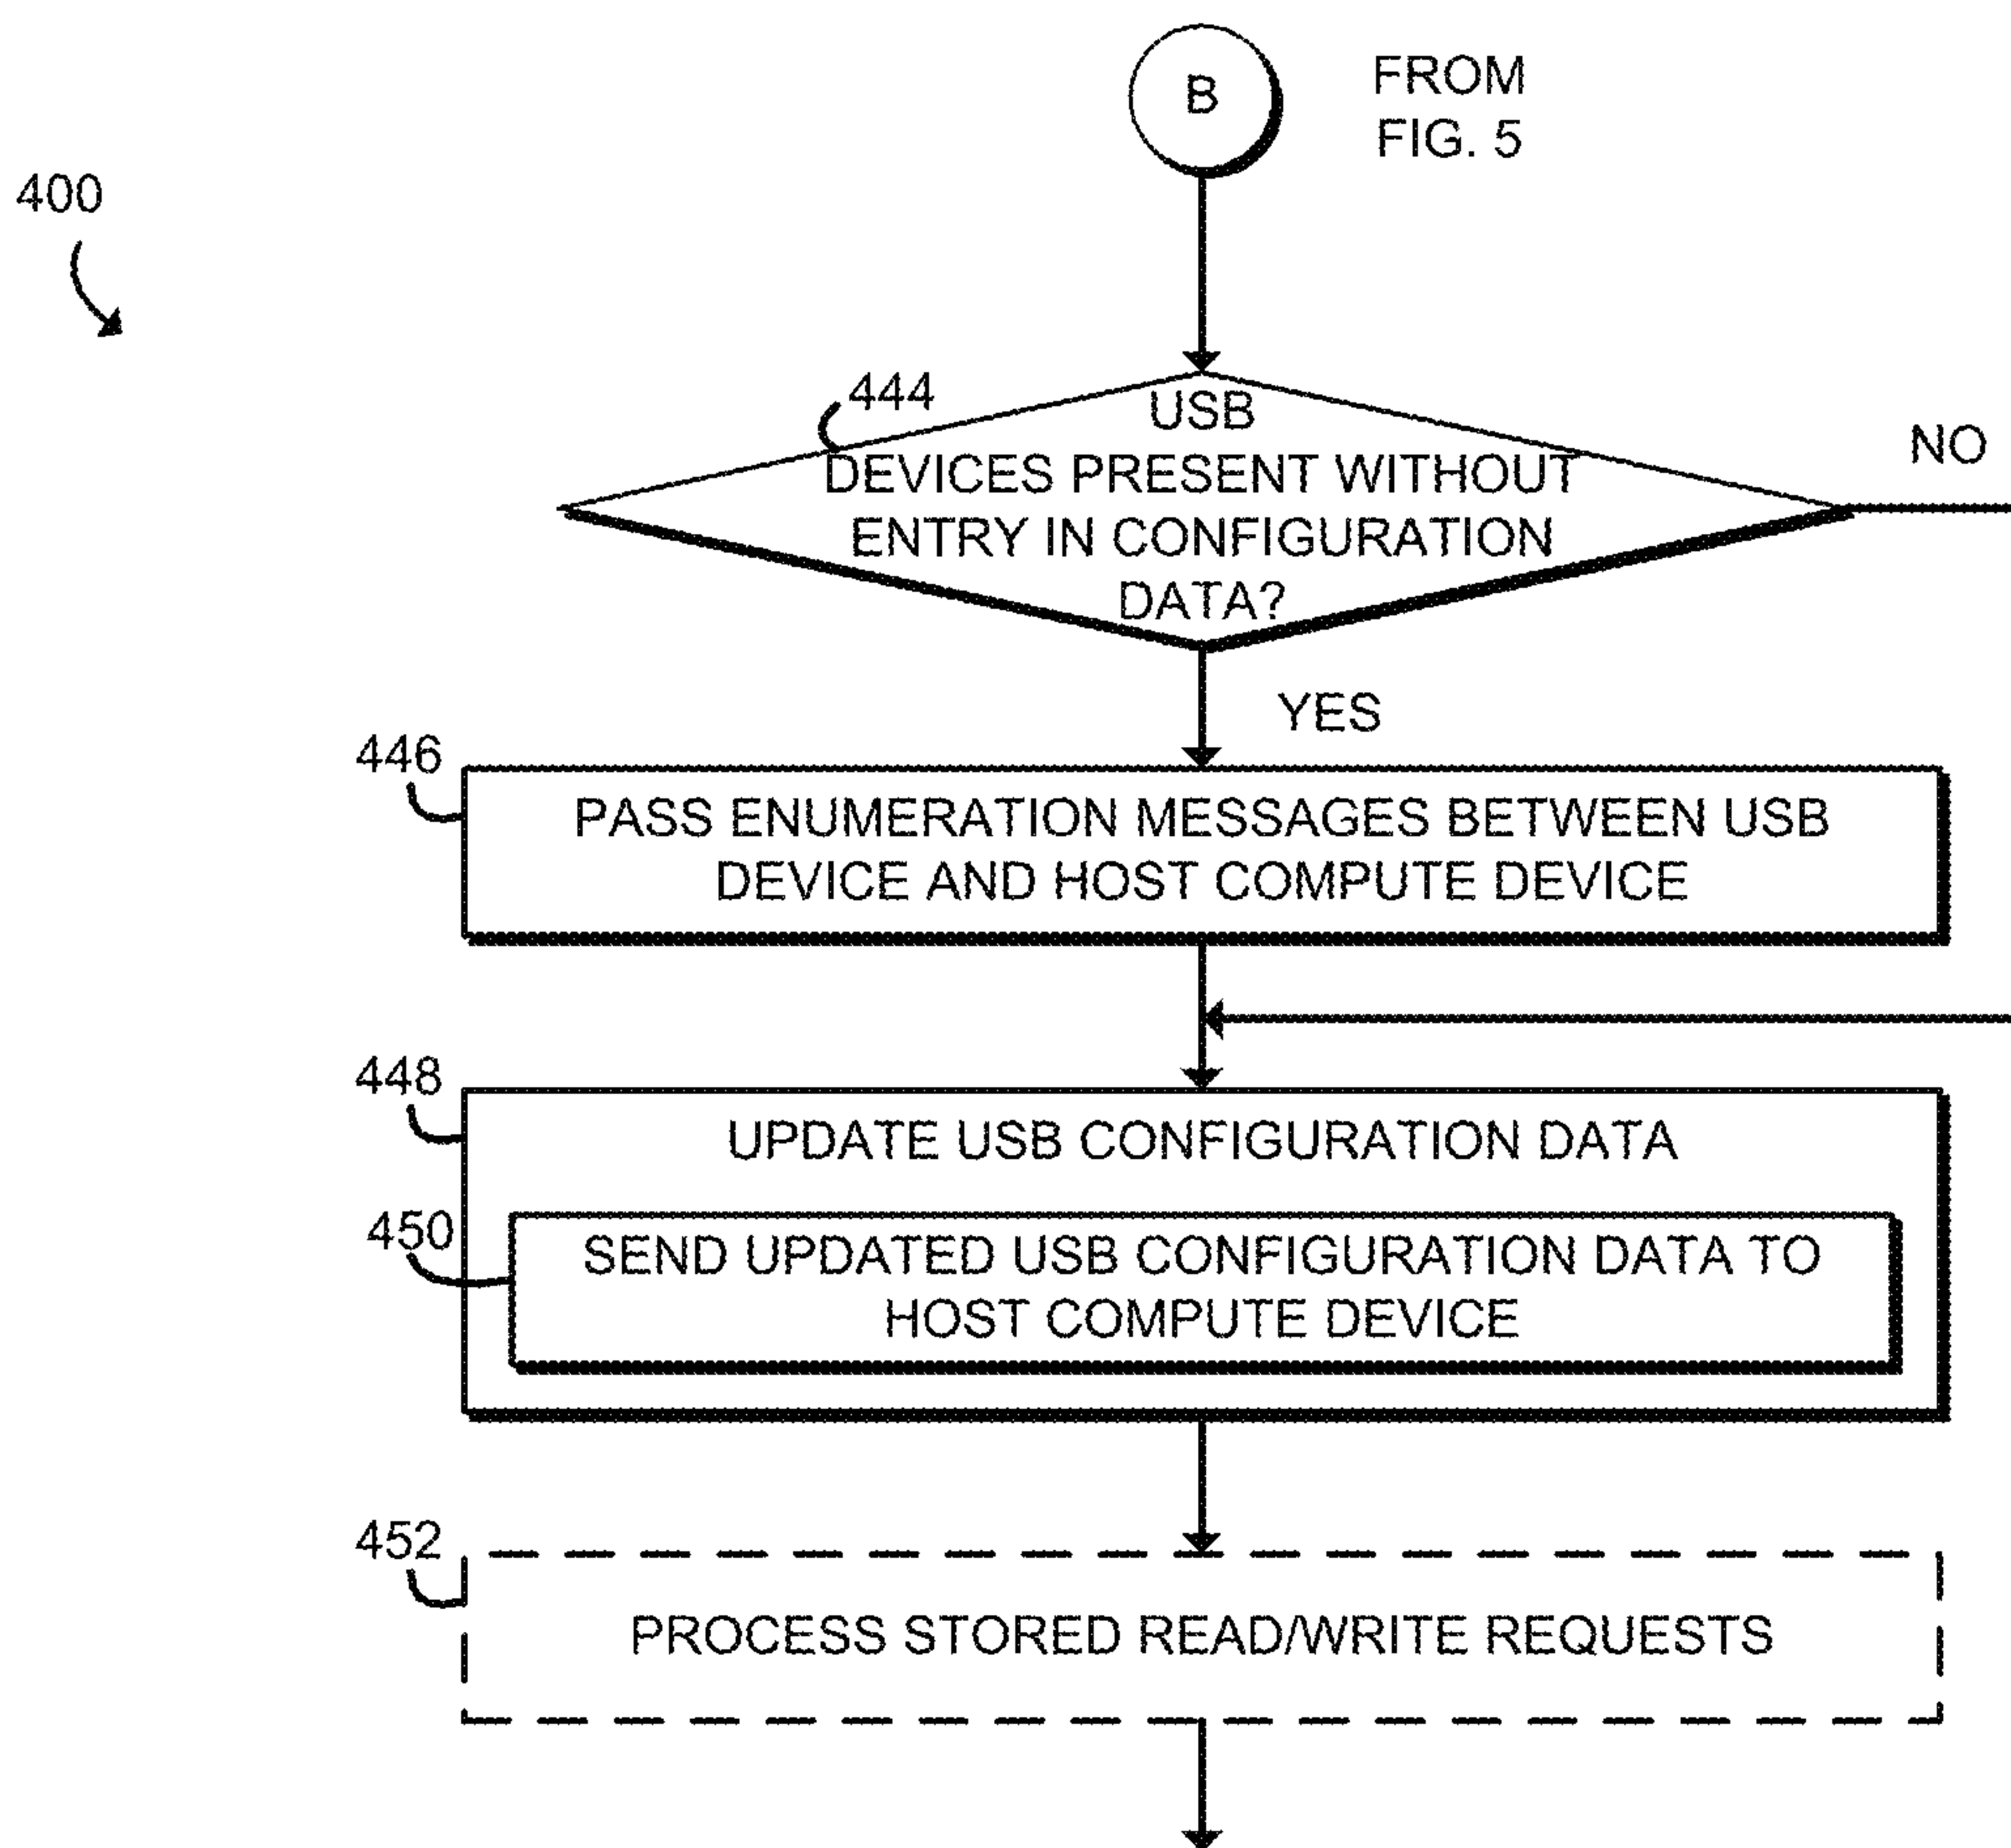 B
FROM
FIG. 5
400
444
USB
DEVICES PRESENT WITHOUT
ENTRY IN CONFIGURATION
DATA?
NO
YES
446
PASS ENUMERATION MESSAGES BETWEEN USB
DEVICE AND HOST COMPUTE DEVICE
448
UPDATE USB CONFIGURATION DATA
450
SEND UPDATED USB CONFIGURATION DATA TO
HOST COMPUTE DEVICE
452
PROCESS STORED READ/WRITE REQUESTS